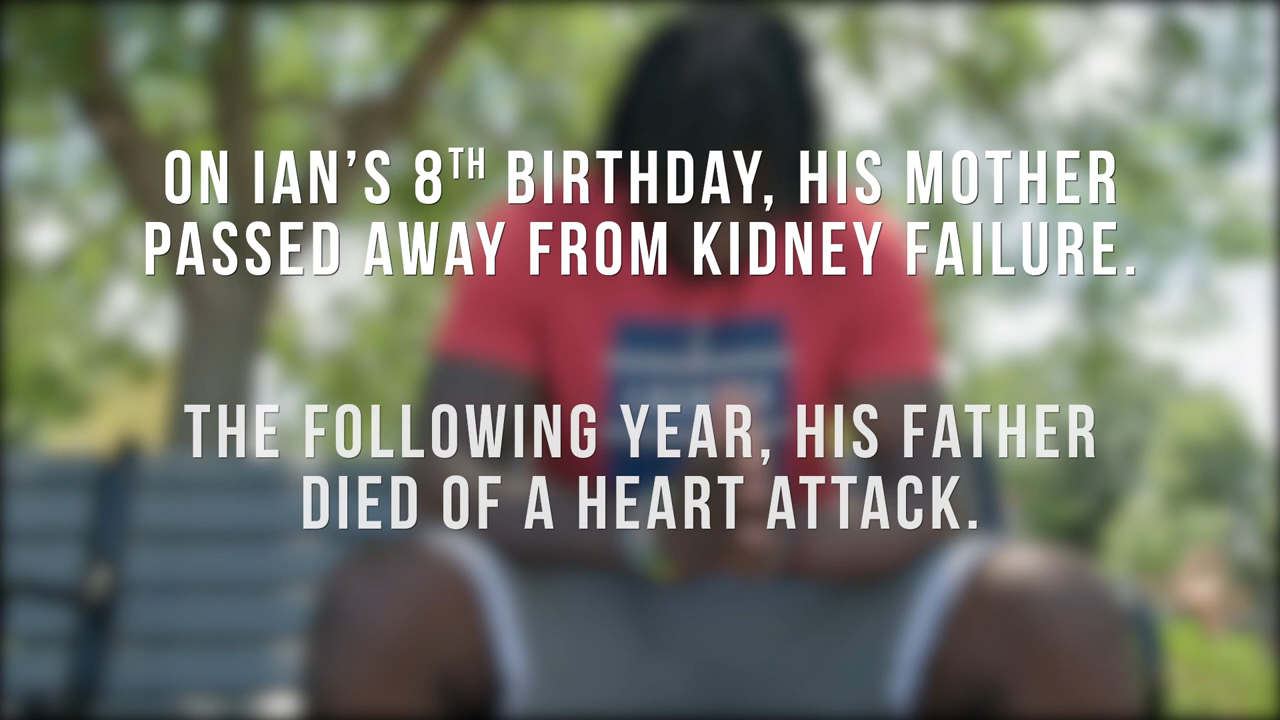 ON IAN'S 8TH BIRTHDAY, HIS MOTHER
PASSED AWAY FROM KIDNEY FAILURE.
THE FOLLOWING YEAR, HIS FATHER
DIED OF A HEART ATTACK.